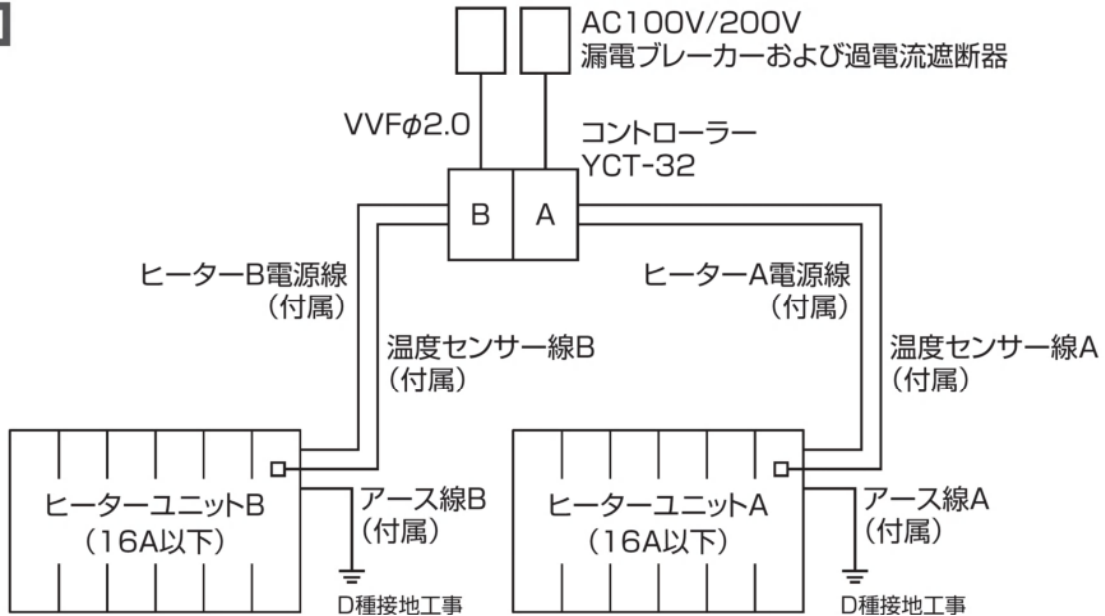 AC100V/200V
漏電ブレーカーおよび過電流遮断器
VVFφ2.0
コントローラー
YCT-32
B
A
ヒーターB電源線
（付属）
ヒーターA電源線
（付属）
温度センサー線B
（付属）
温度センサー線A
（付属）
ヒーターユニットB
（16A以下）
アース線B
（付属）
D種接地工事
ヒーターユニットA
（16A以下）
アース線A
（付属）
D種接地工事